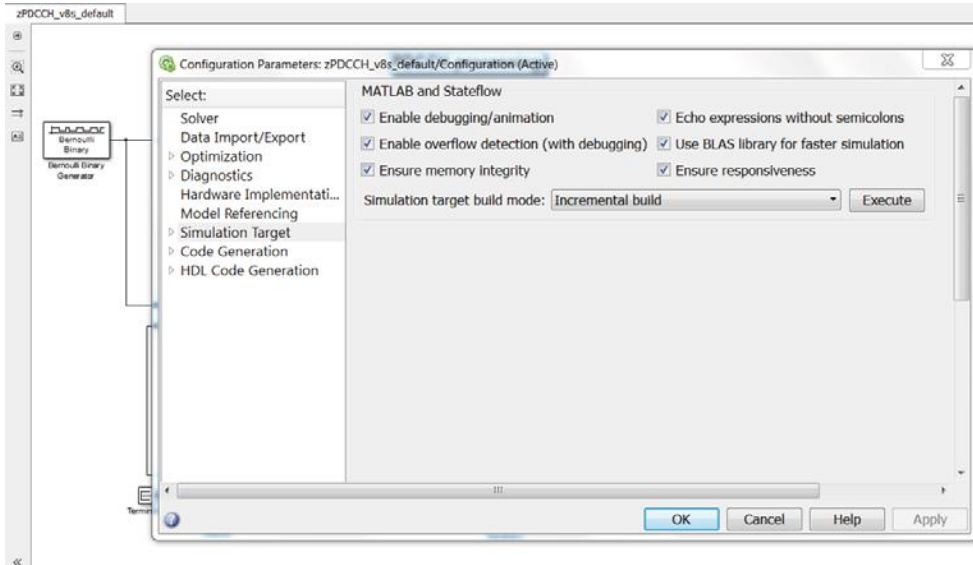 zPDCCH_v8s_default
Configuration Parameters: zPDCCH_v8s_default/Configuration (Active)
Select:
Solver
Data Import/Export
Optimization
Diagnostics
Hardware Implementati...
Model Referencing
Simulation Target
Code Generation
HDL Code Generation
MATLAB and Stateflow
Enable debugging/animation
Echo expressions without semicolons
Enable overflow detection (with debugging)
Use BLAS library for faster simulation
Ensure memory integrity
Ensure responsiveness
Simulation target build mode: Incremental build
Execute
Bernoulli
Binary
Bernoulli Binary
Generator
Termin
OK Cancel Help Apply